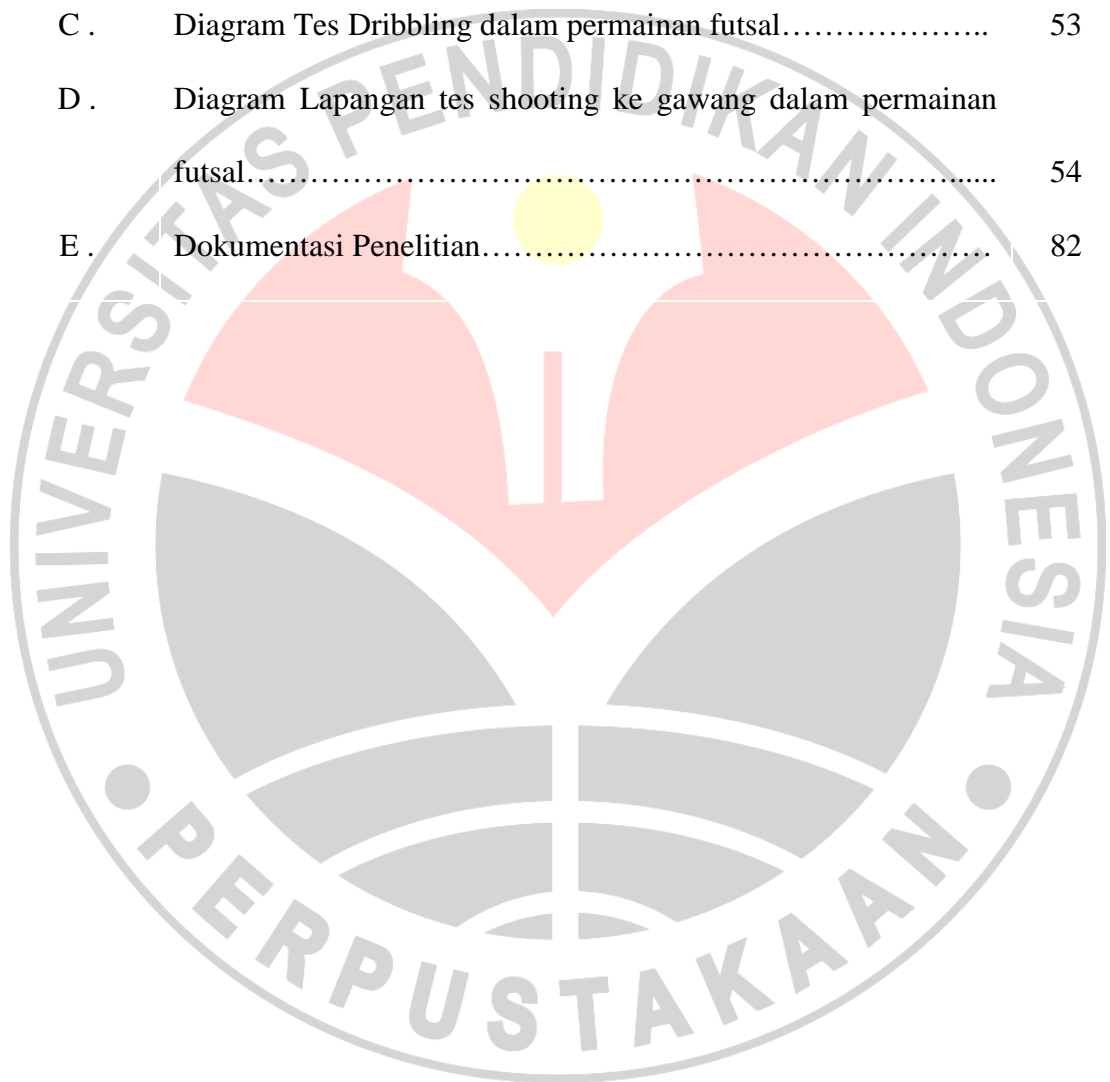 C . Diagram Tes Dribbling dalam permainan futsal……………….. 53
D . Diagram Lapangan tes shooting ke gawang dalam permainan
futsal…………………………………………………………...... 54
E . Dokumentasi Penelitian………………………………………… 82
UNIVERSITAS PENDIDIKAN INDONESIA
PERPUSTAKAAN